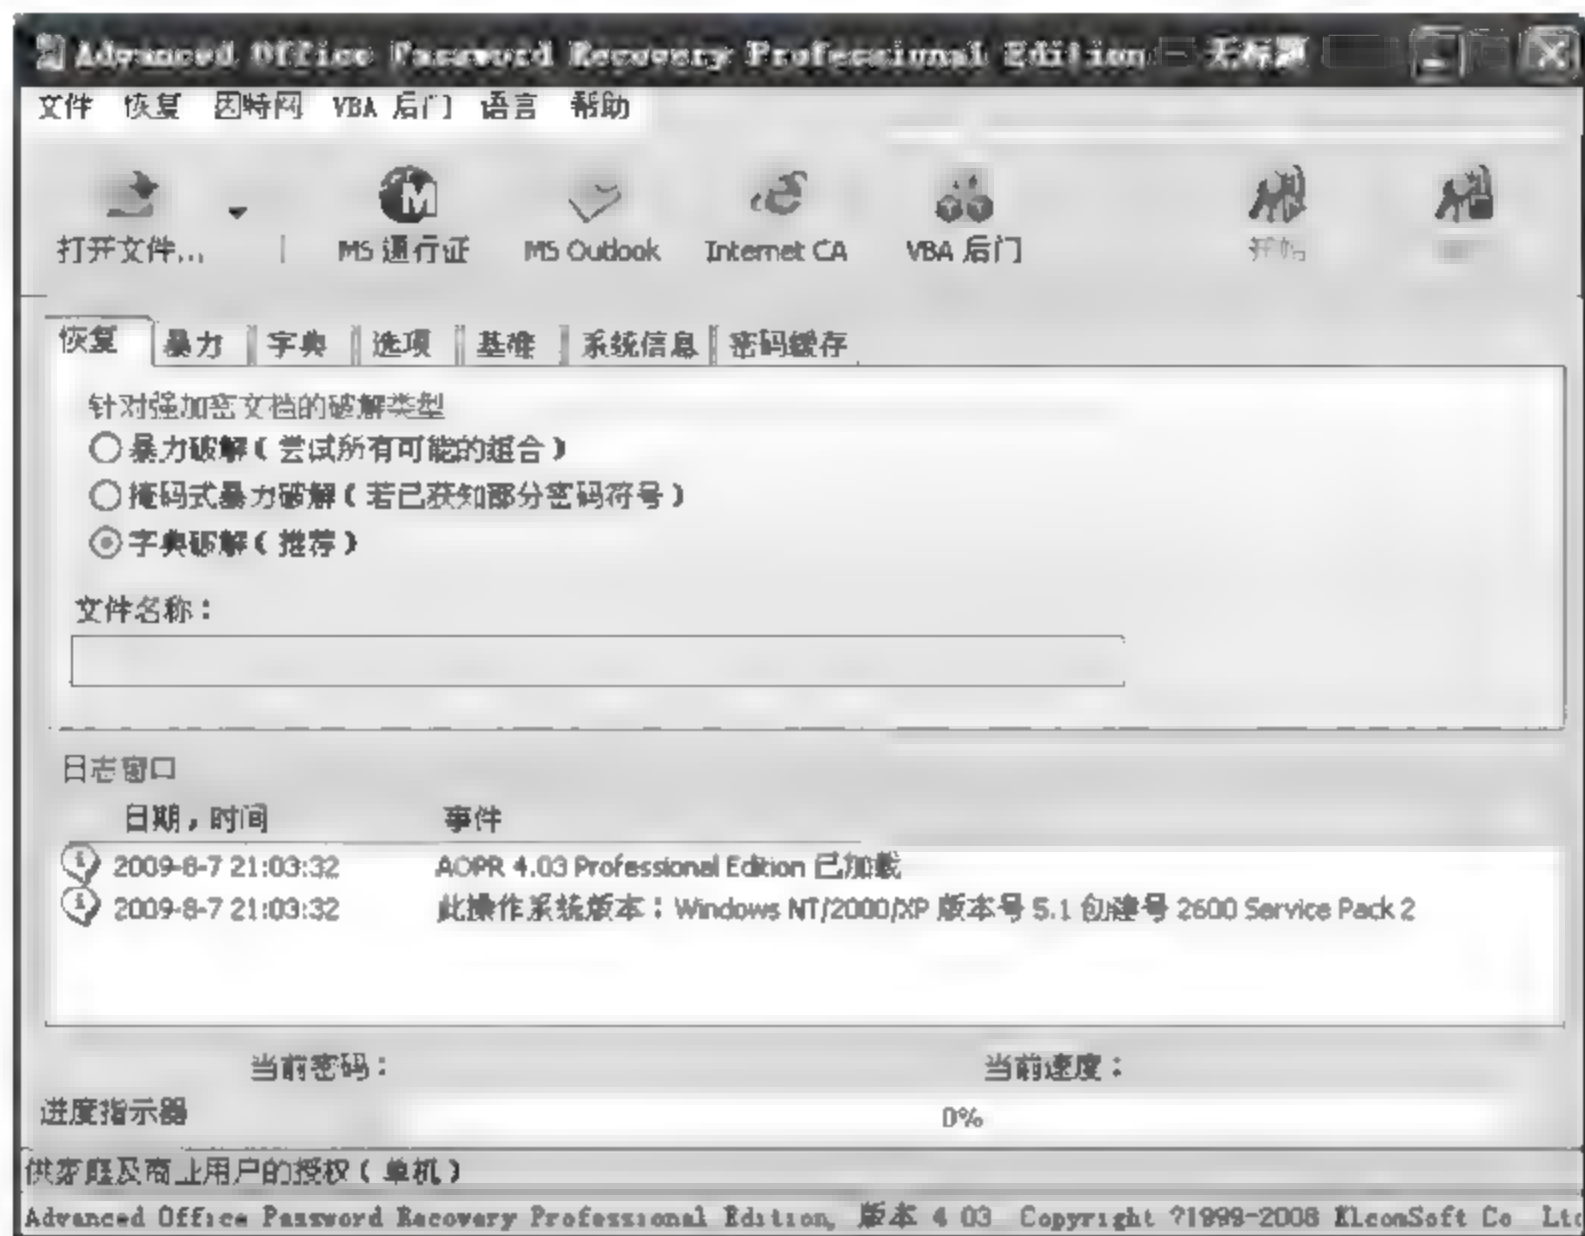 Advanced Office Password Recovery Professional Edition - 无标题
文件 恢复 因特网 VBA 后门 语言 帮助
打开文件... MS 通行证 MS Outlook Internet CA VBA 后门 开始
恢复 暴力 字典 选项 基准 系统信息 密码缓存
针对强加密文档的破解类型
暴力破解(尝试所有可能的组合)
掩码式暴力破解(若已获知部分密码符号)
字典破解(推荐)
文件名称:
日志窗口
日期,时间 事件
2009-8-7 21:03:32 AOPR 4.03 Professional Edition 已加载
2009-8-7 21:03:32 此操作系统版本:Windows NT/2000/XP 版本号 5.1 创建号 2600 Service Pack 2
当前密码: 当前速度:
进度指示器 0%
供家庭及商业用户的授权(单机)
Advanced Office Password Recovery Professional Edition, 版本 4 03 Copyright ?1999-2008 ElcomSoft Co Ltd